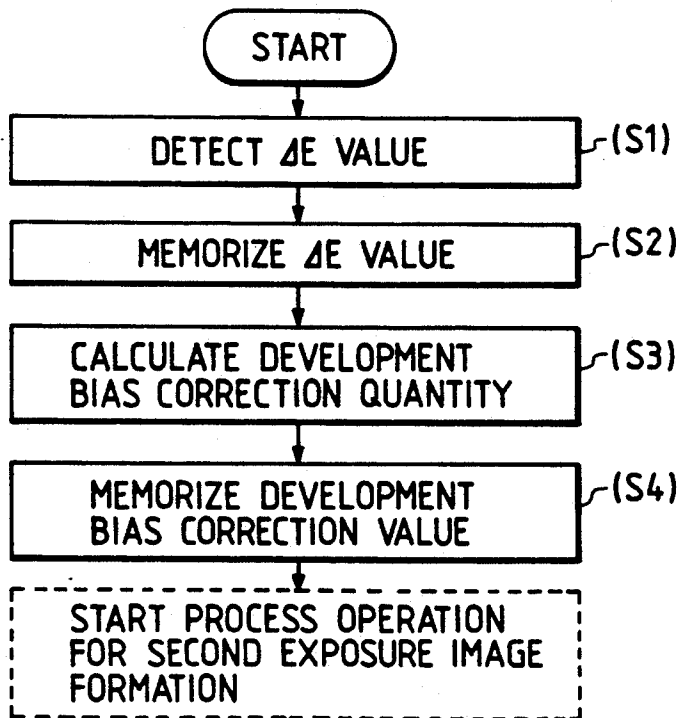 START
DETECT ΔE VALUE
(S1)
MEMORIZE ΔE VALUE
(S2)
CALCULATE DEVELOPMENT
BIAS CORRECTION QUANTITY
(S3)
MEMORIZE DEVELOPMENT
BIAS CORRECTION VALUE
(S4)
START PROCESS OPERATION
FOR SECOND EXPOSURE IMAGE
FORMATION